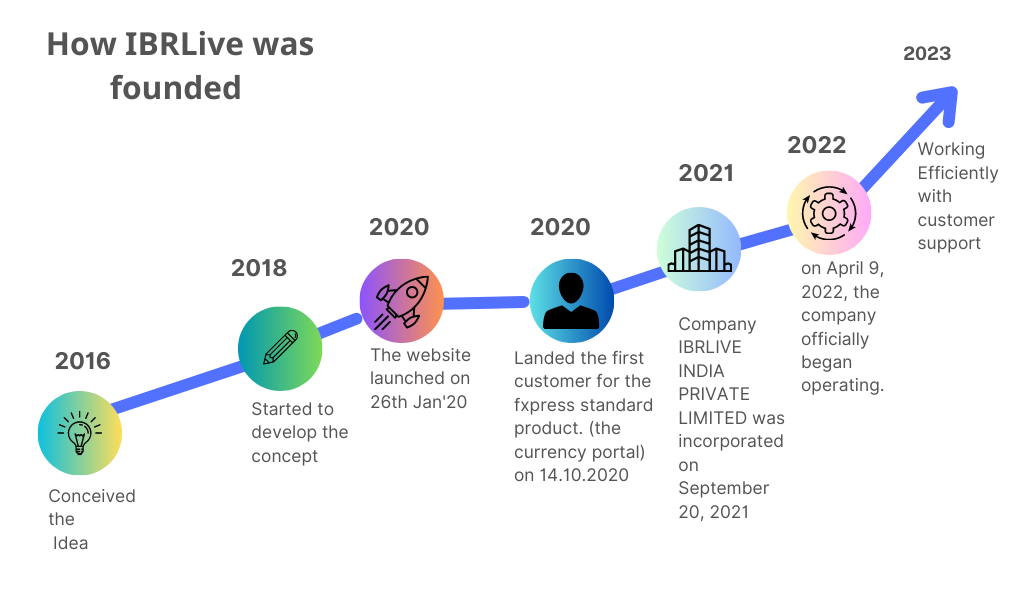 How IBRLive was
founded
2016
Conceived
the
Idea
2018
Started to
develop the
concept
2020
The website
launched on
26th Jan'20
2020
Landed the first
customer for the
fxpress standard
product. (the
currency portal)
on 14.10.2020
2021
Company
IBRLIVE
INDIA
PRIVATE
LIMITED was
incorporated
on
September
20, 2021
2022
on April 9,
2022, the
company
officially
began
operating.
2023
Working
Efficiently
with
customer
support